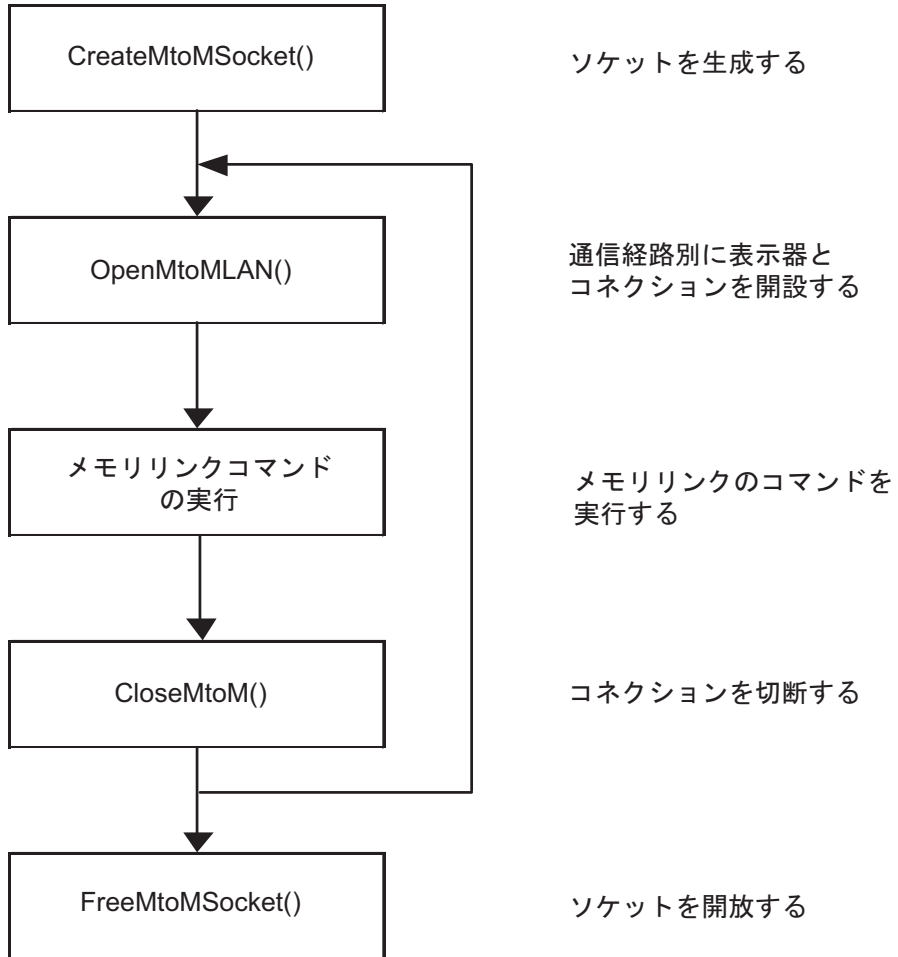 CreateMtoMSocket()
ソケットを生成する
OpenMtoMLAN()
通信経路別に表示器と
コネクションを開設する
メモリリンクコマンド
の実行
メモリリンクのコマンドを
実行する
CloseMtoM()
コネクションを切断する
FreeMtoMSocket()
ソケットを開放する